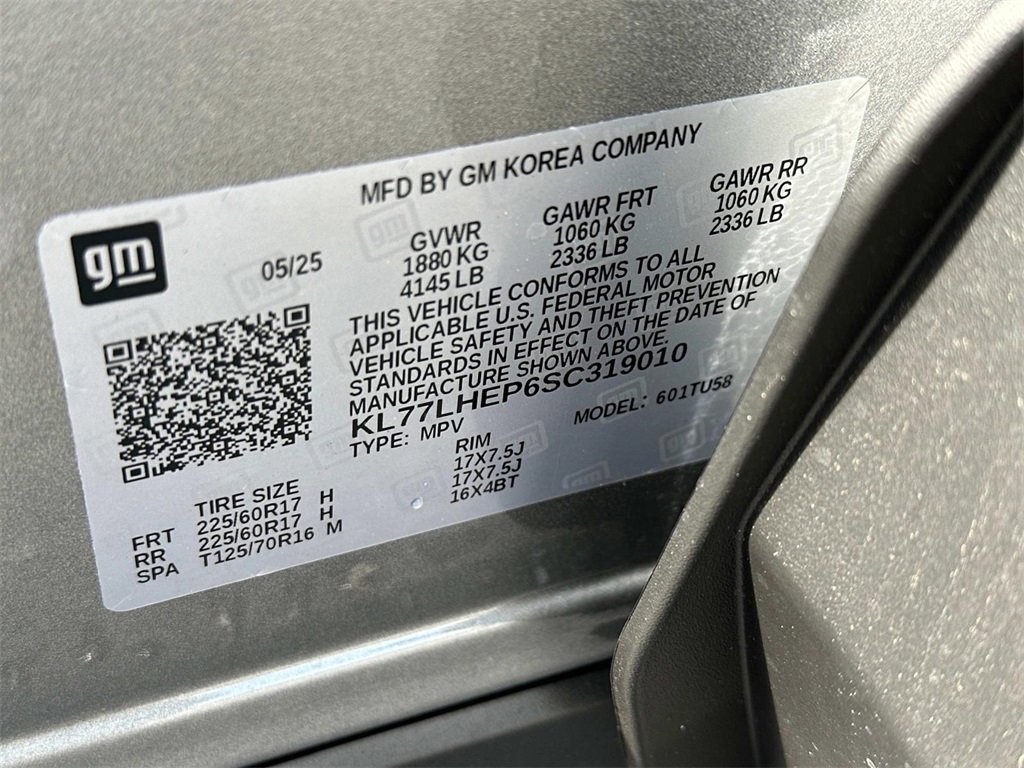 MFD BY GM KOREA COMPANY
gm
05/25
GVWR
1880 KG
4145 LB
GAWR FRT
1060 KG
2336 LB
GAWR RR
1060 KG
2336 LB
THIS VEHICLE CONFORMS TO ALL
APPLICABLE U.S. FEDERAL MOTOR
VEHICLE SAFETY AND THEFT PREVENTION
STANDARDS IN EFFECT ON THE DATE OF
MANUFACTURE SHOWN ABOVE.
KL77LHEP6SC319010
TYPE: MPV
MODEL: 601TU58
TIRE SIZE RIM
FRT 225/60R17 H 17X7.5J
RR 225/60R17 H 17X7.5J
SPA T125/70R16 M 16X4BT